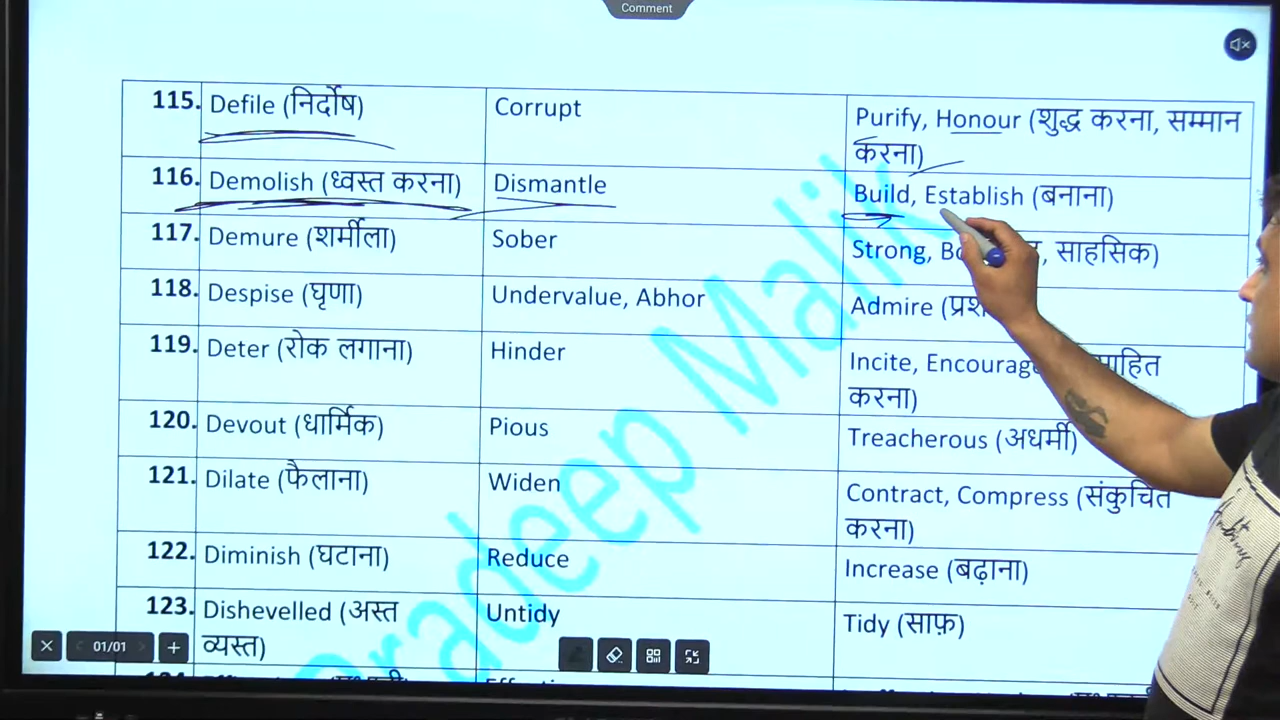 Comment
115. Defile (निर्दोष) Corrupt Purify, Honour (शुद्ध करना, सम्मान
करना)
116. Demolish (ध्वस्त करना) Dismantle Build, Establish (बनाना)
117. Demure (शर्मीला) Sober Strong, साहसिक)
118. Despise (घृणा) Undervalue, Abhor Admire
119. Deter (रोक लगाना) Hinder Incite, Encourage
करना)
120. Devout (धार्मिक) Pious Treacherous (अधर्मी)
121. Dilate (फैलाना) Widen Contract, Compress (संकुचित
करना)
122. Diminish (घटाना) Reduce Increase (बढ़ाना)
123. Dishevelled (अस्त Untidy Tidy (साफ़)
व्यस्त)
01/01
Pradeep Malik